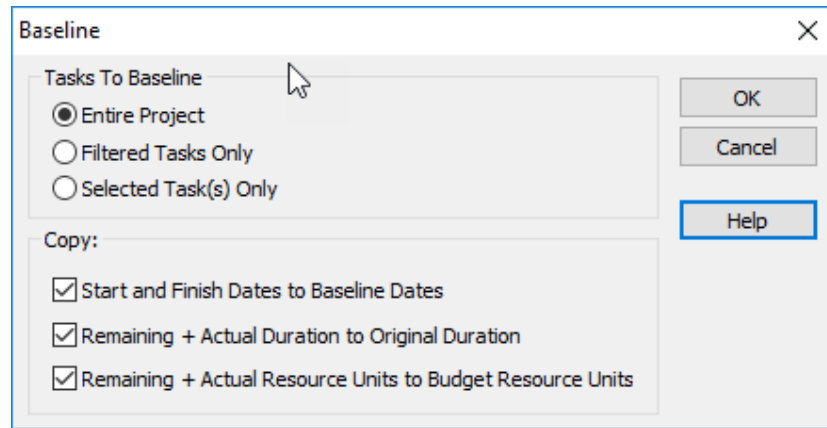 Baseline
Tasks To Baseline
Entire Project
Filtered Tasks Only
Selected Task(s) Only
OK
Cancel
Help
Copy:
Start and Finish Dates to Baseline Dates
Remaining + Actual Duration to Original Duration
Remaining + Actual Resource Units to Budget Resource Units